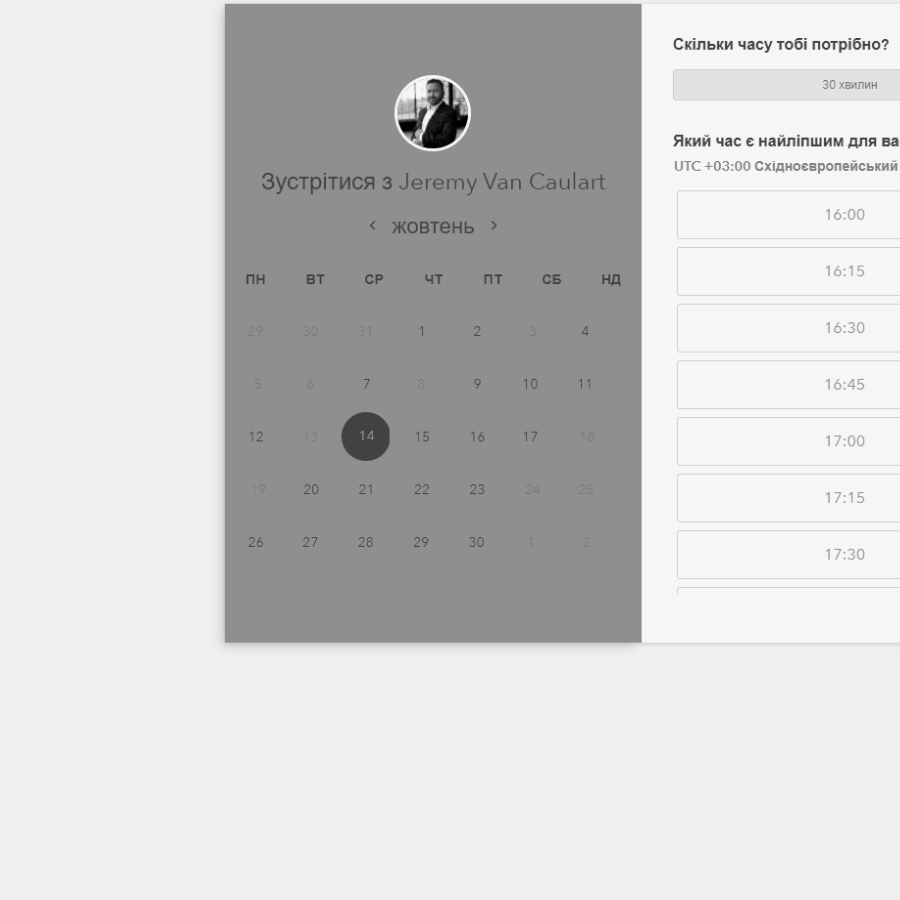 Зустрітися з Jeremy Van Caulart
жовтень
ПН ВТ СР ЧТ ПТ СБ НД
29 30 31 1 2 3 4
5 6 7 8 9 10 11
12 13 14 15 16 17 18
19 20 21 22 23 24 25
26 27 28 29 30 1 2
Скільки часу тобі потрібно?
30 хвилин
Який час є найліпшим для
UTC +03:00 Східноєвропейський
16:00
16:15
16:30
16:45
17:00
17:15
17:30